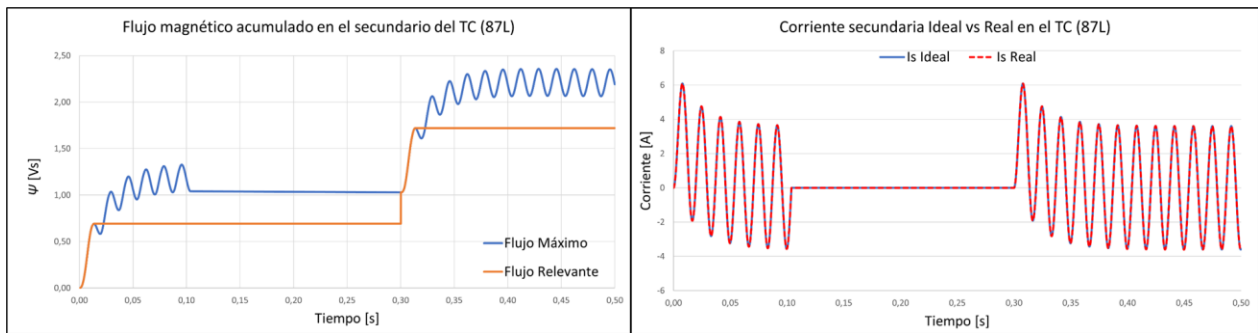 Flujo magnético acumulado en el secundario del TC (87L)
2,50
2,00
1,50
1,00
0,50
0,00
Ψ [Vs]
0,00 0,05 0,10 0,15 0,20 0,25 0,30 0,35 0,40 0,45 0,50
Tiempo [s]
Flujo Máximo
Flujo Relevante
Corriente secundaria Ideal vs Real en el TC (87L)
Is Ideal Is Real
8
6
4
2
0
-2
-4
-6
Corriente [A]
0,00 0,05 0,10 0,15 0,20 0,25 0,30 0,35 0,40 0,45 0,50
Tiempo [s]